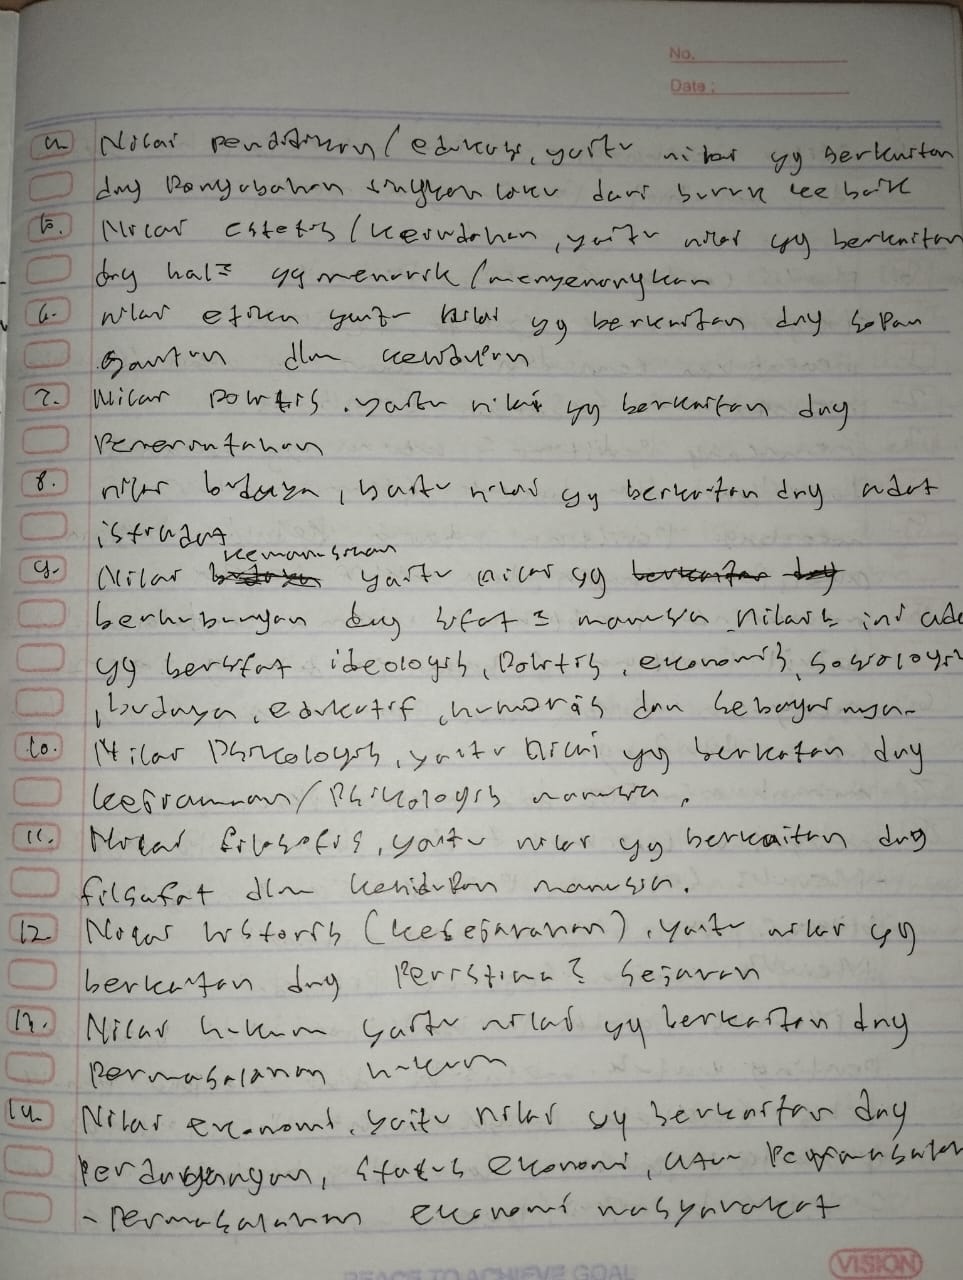 No.
Date :
4. Nilai pendidikan / edukasi, yaitu nilai yg berkaitan
dng tingkah laku dari buruk ke baik
5. Nilai estetis / keindahan, yaitu nilai yg berkaitan
dng hal2 yg menarik / menyenangkan
6. Nilai etika yaitu nilai yg berkaitan dng sopan
santun dlm kehidupan
7. Nilai politis. yaitu nilai yg berkaitan dng
Pemerintahan
8. nilai budaya, yaitu nilai yg berkaitan dng adat
istiadat
9. Nilai kemanusiaan yaitu nilai yg
berhubungan dng sifat2 manusia. Nilai2 ini ada
yg bersifat ideologis, Politis, ekonomis, sosiologis
, budaya, edukatif, humoris dan sebagainya.
10. Nilai Psikologis, yaitu nilai yg berkaitan dng
kejiwaan / Psikologis manusia.
11. Nilai filosofis, yaitu nilai yg berkaitan dng
filsafat dlm kehidupan manusia.
12 Nilai historis (kesejarahan), yaitu nilai yg
berkaitan dng Peristiwa2 sejarah
13. Nilai hukum yaitu nilai yg berkaitan dng
Permasalahan hukum
14. Nilai ekonomi, yaitu nilai yg berkaitan dng
Perdagangan, status ekonomi, atau
- Permasalahan ekonomi masyarakat
PEACE TO ACHIEVE GOAL
VISION